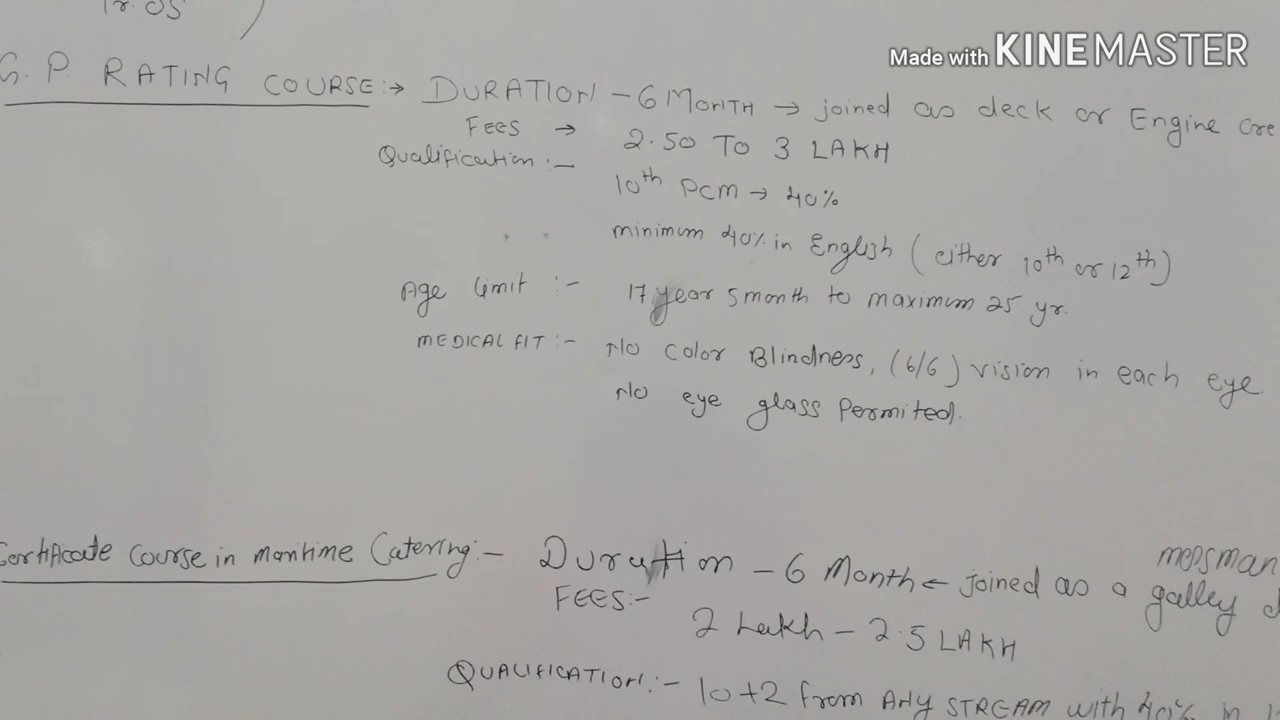 Made with KINEMASTER
G.P. RATING COURSE:→ DURATION - 6 MONTH → joined as deck or Engine cre
Fees → 2.50 TO 3 LAKH
Qualification :-
10th PCM → 40%
minimum 40% in English (either 10th or 12th)
Age limit :- 17 year 5 month to maximum 25 yr.
MEDICAL FIT :- No color Blindness, (6/6) vision in each eye.
No eye glass Permited.
Certificate Course in Maritime Catering:- Duration - 6 Month ← joined as a galley
messman
FEES:-
2 Lakh - 2.5 LAKH
QUALIFICATION:- 10+2 from ANY STREAM with 40% in